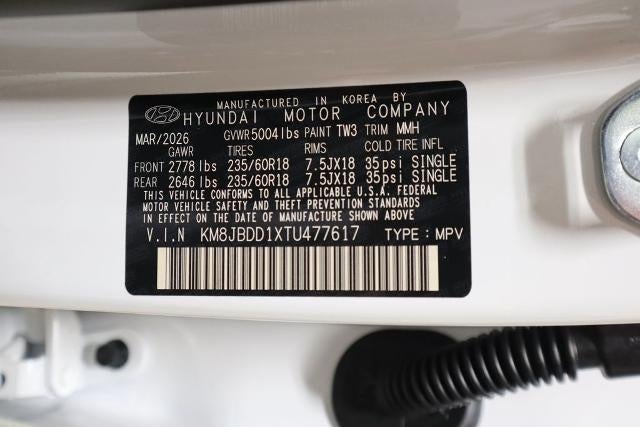 MANUFACTURED IN KOREA BY
HYUNDAI MOTOR COMPANY
MAR/2026 GVWR 5004 lbs PAINT TW3 TRIM MMH
GAWR TIRES RIMS COLD TIRE INFL
FRONT 2778 lbs 235/60R18 7.5JX18 35psi SINGLE
REAR 2646 lbs 235/60R18 7.5JX18 35psi SINGLE
THIS VEHICLE CONFORMS TO ALL APPLICABLE U.S.A. FEDERAL
MOTOR VEHICLE SAFETY AND THEFT PREVENTION STANDARDS
IN EFFECT ON THE DATE OF MANUFACTURE SHOWN ABOVE.
V.I.N KM8JBDD1XTU477617 TYPE: MPV